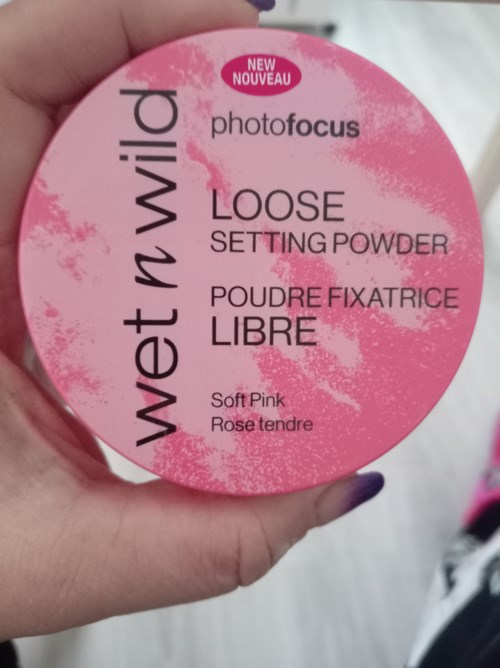 NEW
NOUVEAU
wet n wild
photofocus
LOOSE
SETTING POWDER
POUDRE FIXATRICE
LIBRE
Soft Pink
Rose tendre